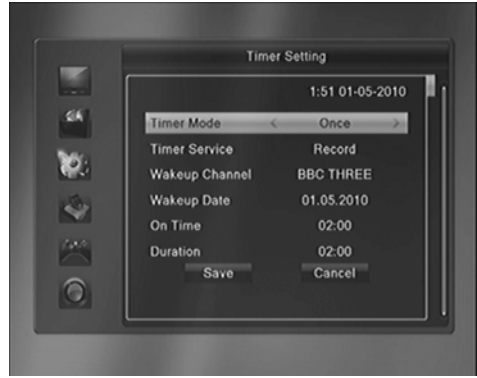 Timer Setting
1:51 01-05-2010
Timer Mode < Once >
Timer Service Record
Wakeup Channel BBC THREE
Wakeup Date 01.05.2010
On Time 02:00
Duration 02:00
Save Cancel